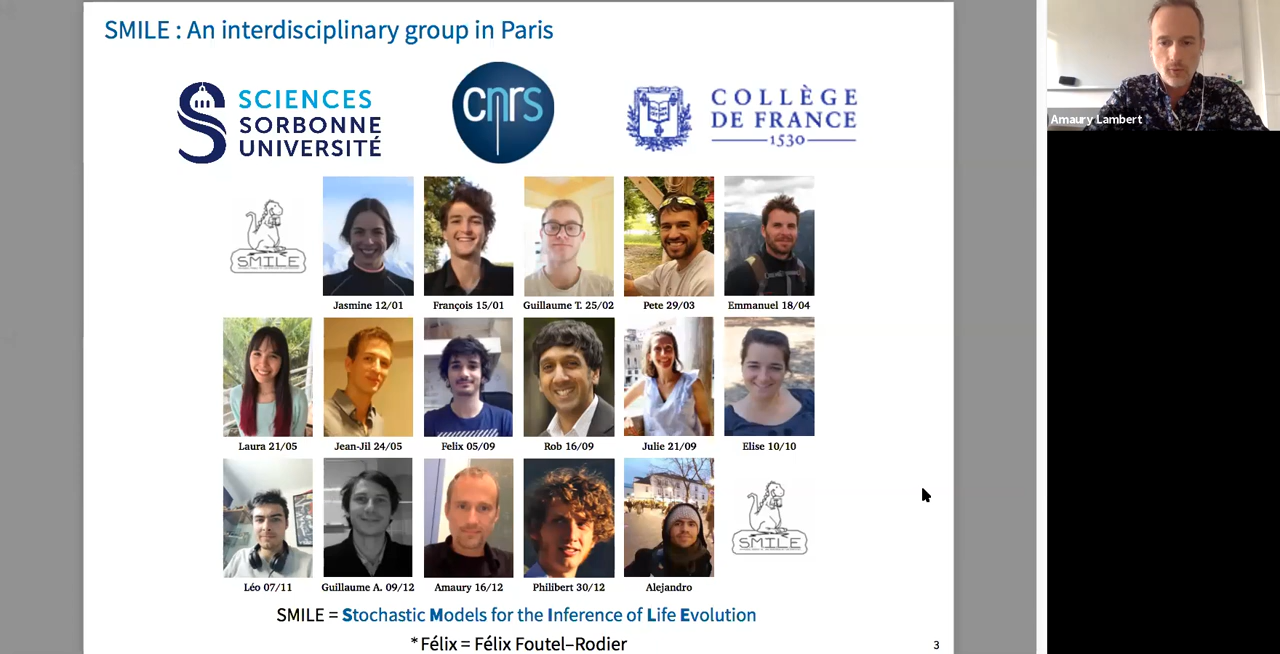 SMILE : An interdisciplinary group in Paris
SCIENCES
SORBONNE
UNIVERSITÉ
cnrs
COLLÈGE
DE FRANCE
1530
Amaury Lambert
SMILE
Jasmine 12/01
François 15/01
Guillaume T. 25/02
Pete 29/03
Emmanuel 18/04
Laura 21/05
Jean-Jil 24/05
Felix 05/09
Rob 16/09
Julie 21/09
Elise 10/10
Léo 07/11
Guillaume A. 09/12
Amaury 16/12
Philibert 30/12
Alejandro
SMILE
SMILE = Stochastic Models for the Inference of Life Evolution
* Félix = Félix Foutel–Rodier
3